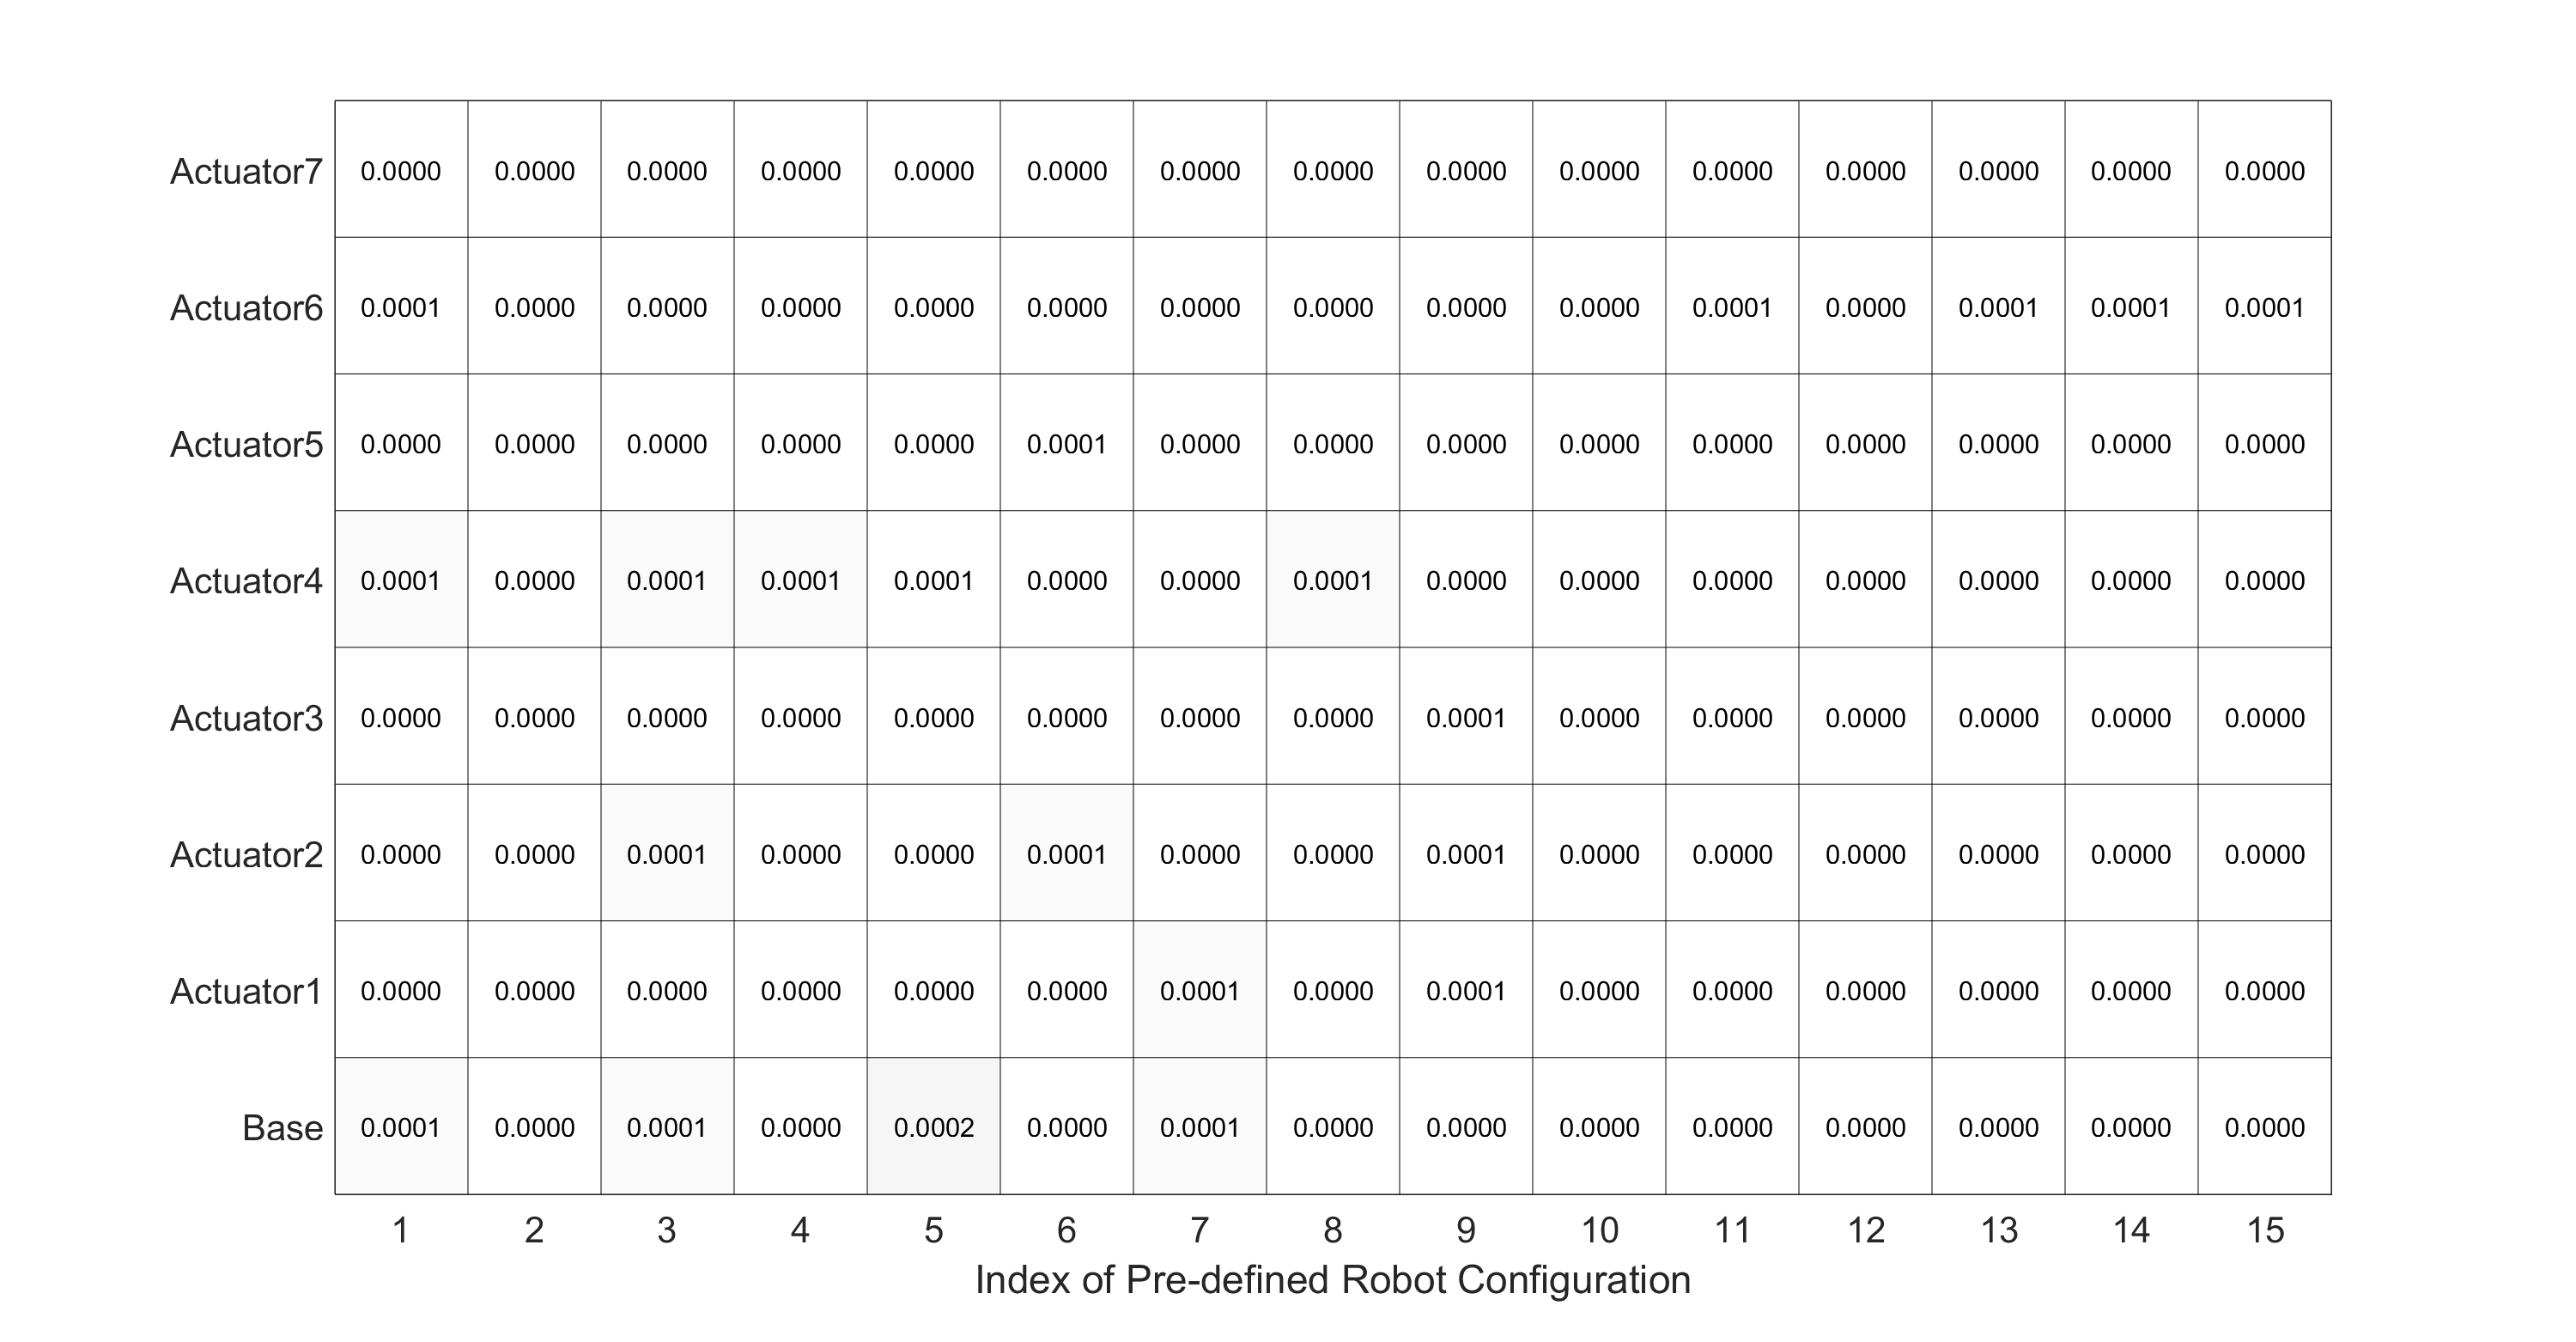 Actuator7 0.0000 0.0000 0.0000 0.0000 0.0000 0.0000 0.0000 0.0000 0.0000 0.0000 0.0000 0.0000 0.0000 0.0000 0.0000
Actuator6 0.0001 0.0000 0.0000 0.0000 0.0000 0.0000 0.0000 0.0000 0.0000 0.0000 0.0001 0.0000 0.0001 0.0001 0.0001
Actuator5 0.0000 0.0000 0.0000 0.0000 0.0000 0.0001 0.0000 0.0000 0.0000 0.0000 0.0000 0.0000 0.0000 0.0000 0.0000
Actuator4 0.0001 0.0000 0.0001 0.0001 0.0001 0.0000 0.0000 0.0001 0.0000 0.0000 0.0000 0.0000 0.0000 0.0000 0.0000
Actuator3 0.0000 0.0000 0.0000 0.0000 0.0000 0.0000 0.0000 0.0000 0.0001 0.0000 0.0000 0.0000 0.0000 0.0000 0.0000
Actuator2 0.0000 0.0000 0.0001 0.0000 0.0000 0.0001 0.0000 0.0000 0.0001 0.0000 0.0000 0.0000 0.0000 0.0000 0.0000
Actuator1 0.0000 0.0000 0.0000 0.0000 0.0000 0.0000 0.0001 0.0000 0.0001 0.0000 0.0000 0.0000 0.0000 0.0000 0.0000
Base 0.0001 0.0000 0.0001 0.0000 0.0002 0.0000 0.0001 0.0000 0.0000 0.0000 0.0000 0.0000 0.0000 0.0000 0.0000
1 2 3 4 5 6 7 8 9 10 11 12 13 14 15
Index of Pre-defined Robot Configuration